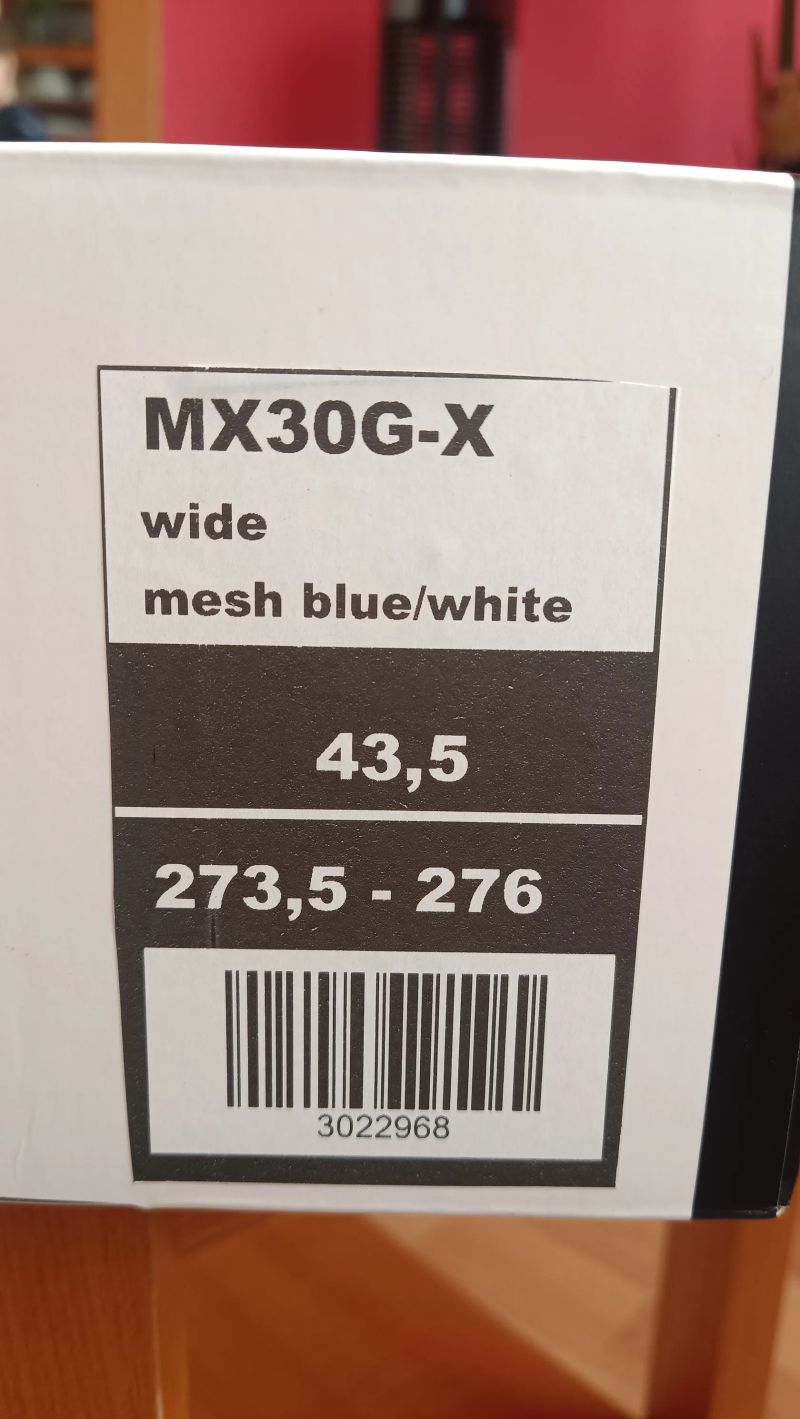 MX30G-X
wide
mesh blue/white
43,5
273,5 - 276
3022968